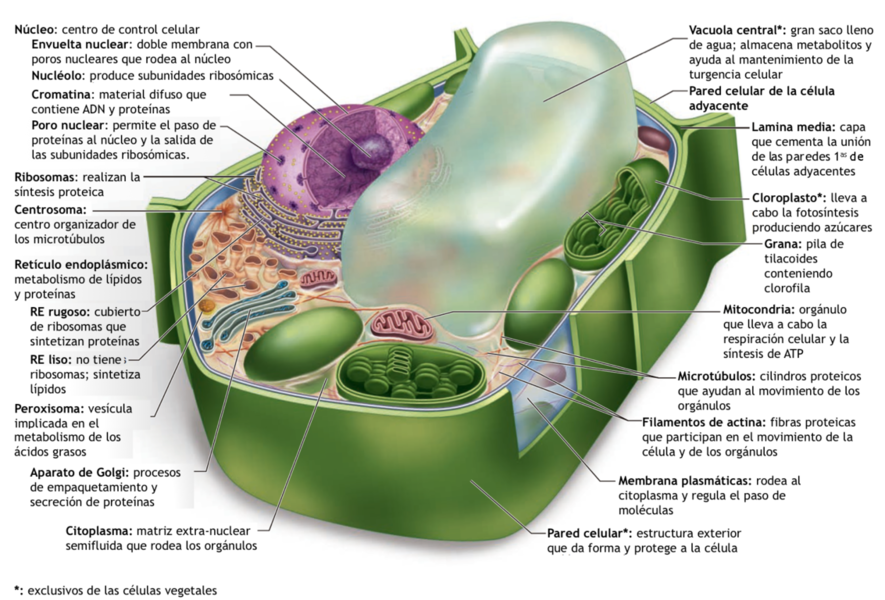 Núcleo: centro de control celular
Envuelta nuclear: doble membrana con
poros nucleares que rodea al núcleo
Nucléolo: produce subunidades ribosómicas
Cromatina: material difuso que
contiene ADN y proteínas
Poro nuclear: permite el paso de
proteínas al núcleo y la salida de
las subunidades ribosómicas.
Ribosomas: realizan la
síntesis proteica
Centrosoma:
centro organizador de
los microtúbulos
Retículo endoplásmico:
metabolismo de lípidos
y proteínas
RE rugoso: cubierto
de ribosomas que
sintetizan proteínas
RE liso: no tiene
ribosomas; sintetiza
lípidos
Peroxisoma: vesícula
implicada en el
metabolismo de los
ácidos grasos
Aparato de Golgi: procesos
de empaquetamiento y
secreción de proteínas
Citoplasma: matriz extra-nuclear
semifluida que rodea los orgánulos
Vacuola central*: gran saco lleno
de agua; almacena metabolitos y
ayuda al mantenimiento de la
turgencia celular
Pared celular de la célula
adyacente
Lamina media: capa
que cementa la unión
de las paredes 1as de
células adyacentes
Cloroplasto*: lleva a
cabo la fotosíntesis
produciendo azúcares
Grana: pila de
tilacoides
conteniendo
clorofila
Mitocondria: orgánulo
que lleva a cabo la
respiración celular y la
síntesis de ATP
Microtúbulos: cilindros proteicos
que ayudan al movimiento de los
orgánulos
Filamentos de actina: fibras proteicas
que participan en el movimiento de la
célula y de los orgánulos
Membrana plasmáticas: rodea al
citoplasma y regula el paso de
moléculas
Pared celular*: estructura exterior
que da forma y protege a la célula
*: exclusivos de las células vegetales